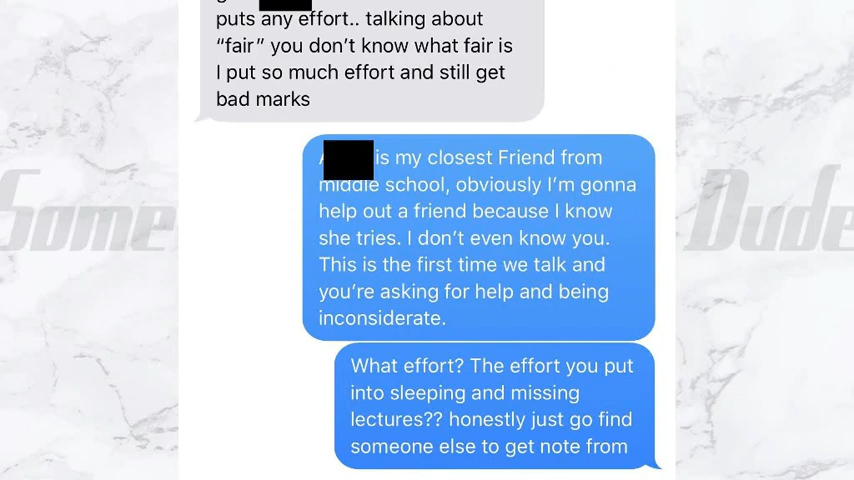 puts any effort.. talking about
“fair” you don’t know what fair is
I put so much effort and still get
bad marks
is my closest Friend from
middle school, obviously I’m gonna
help out a friend because I know
she tries. I don’t even know you.
This is the first time we talk and
you’re asking for help and being
inconsiderate.
What effort? The effort you put
into sleeping and missing
lectures?? honestly just go find
someone else to get note from
Some
Dude